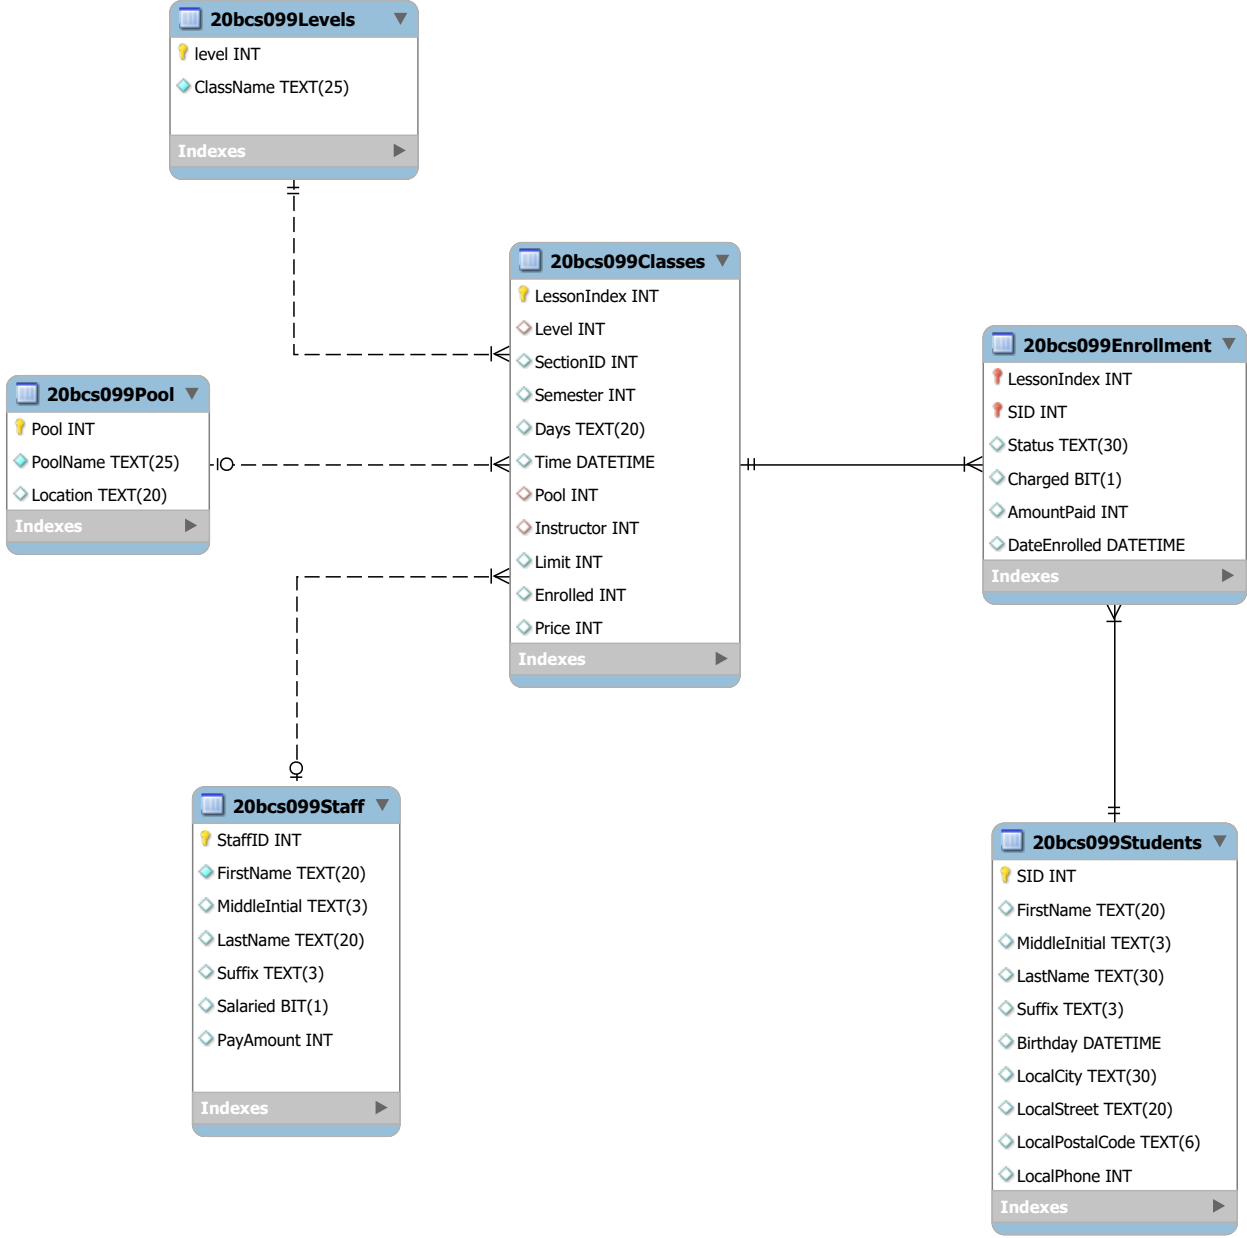 20bcs099Levels
level INT
ClassName TEXT(25)
Indexes
20bcs099Pool
Pool INT
PoolName TEXT(25)
Location TEXT(20)
Indexes
20bcs099Classes
LessonIndex INT
Level INT
SectionID INT
Semester INT
Days TEXT(20)
Time DATETIME
Pool INT
Instructor INT
Limit INT
Enrolled INT
Price INT
Indexes
20bcs099Enrollment
LessonIndex INT
SID INT
Status TEXT(30)
Charged BIT(1)
AmountPaid INT
DateEnrolled DATETIME
Indexes
20bcs099Staff
StaffID INT
FirstName TEXT(20)
MiddleIntial TEXT(3)
LastName TEXT(20)
Suffix TEXT(3)
Salaried BIT(1)
PayAmount INT
Indexes
20bcs099Students
SID INT
FirstName TEXT(20)
MiddleInitial TEXT(3)
LastName TEXT(30)
Suffix TEXT(3)
Birthday DATETIME
LocalCity TEXT(30)
LocalStreet TEXT(20)
LocalPostalCode TEXT(6)
LocalPhone INT
Indexes